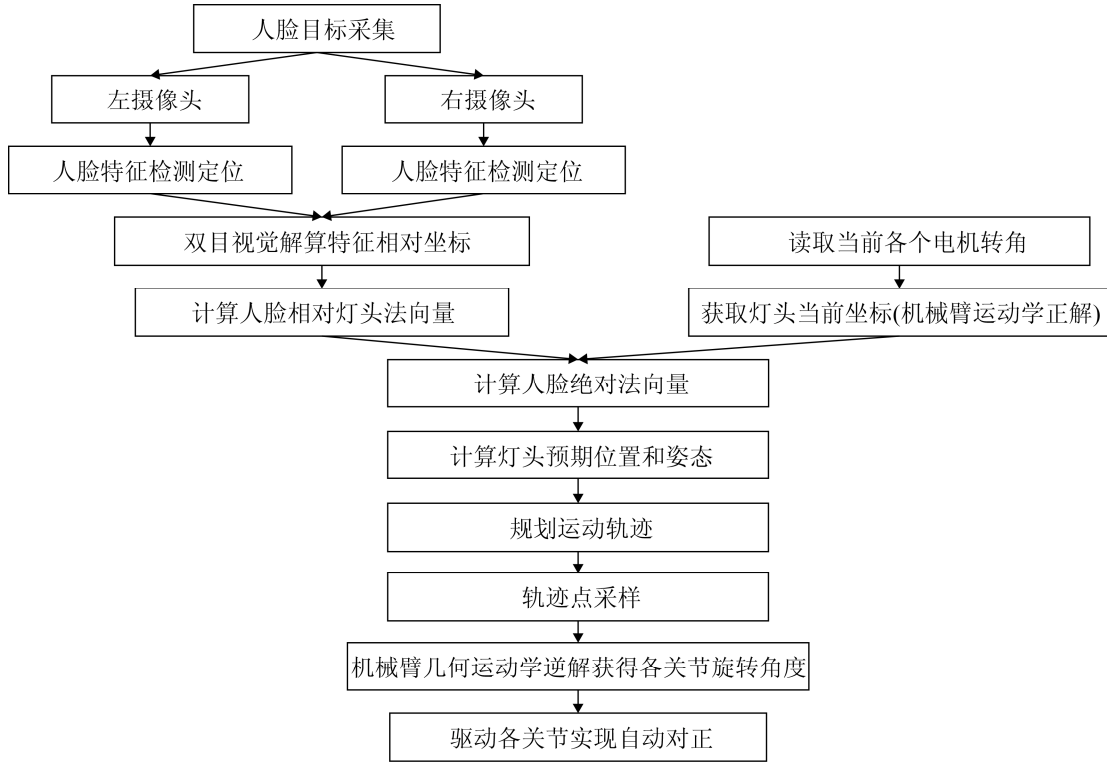 人脸目标采集
左摄像头
右摄像头
人脸特征检测定位
人脸特征检测定位
双目视觉解算特征相对坐标
读取当前各个电机转角
计算人脸相对灯头法向量
获取灯头当前坐标(机械臂运动学正解)
计算人脸绝对法向量
计算灯头预期位置和姿态
规划运动轨迹
轨迹点采样
机械臂几何运动学逆解获得各关节旋转角度
驱动各关节实现自动对正